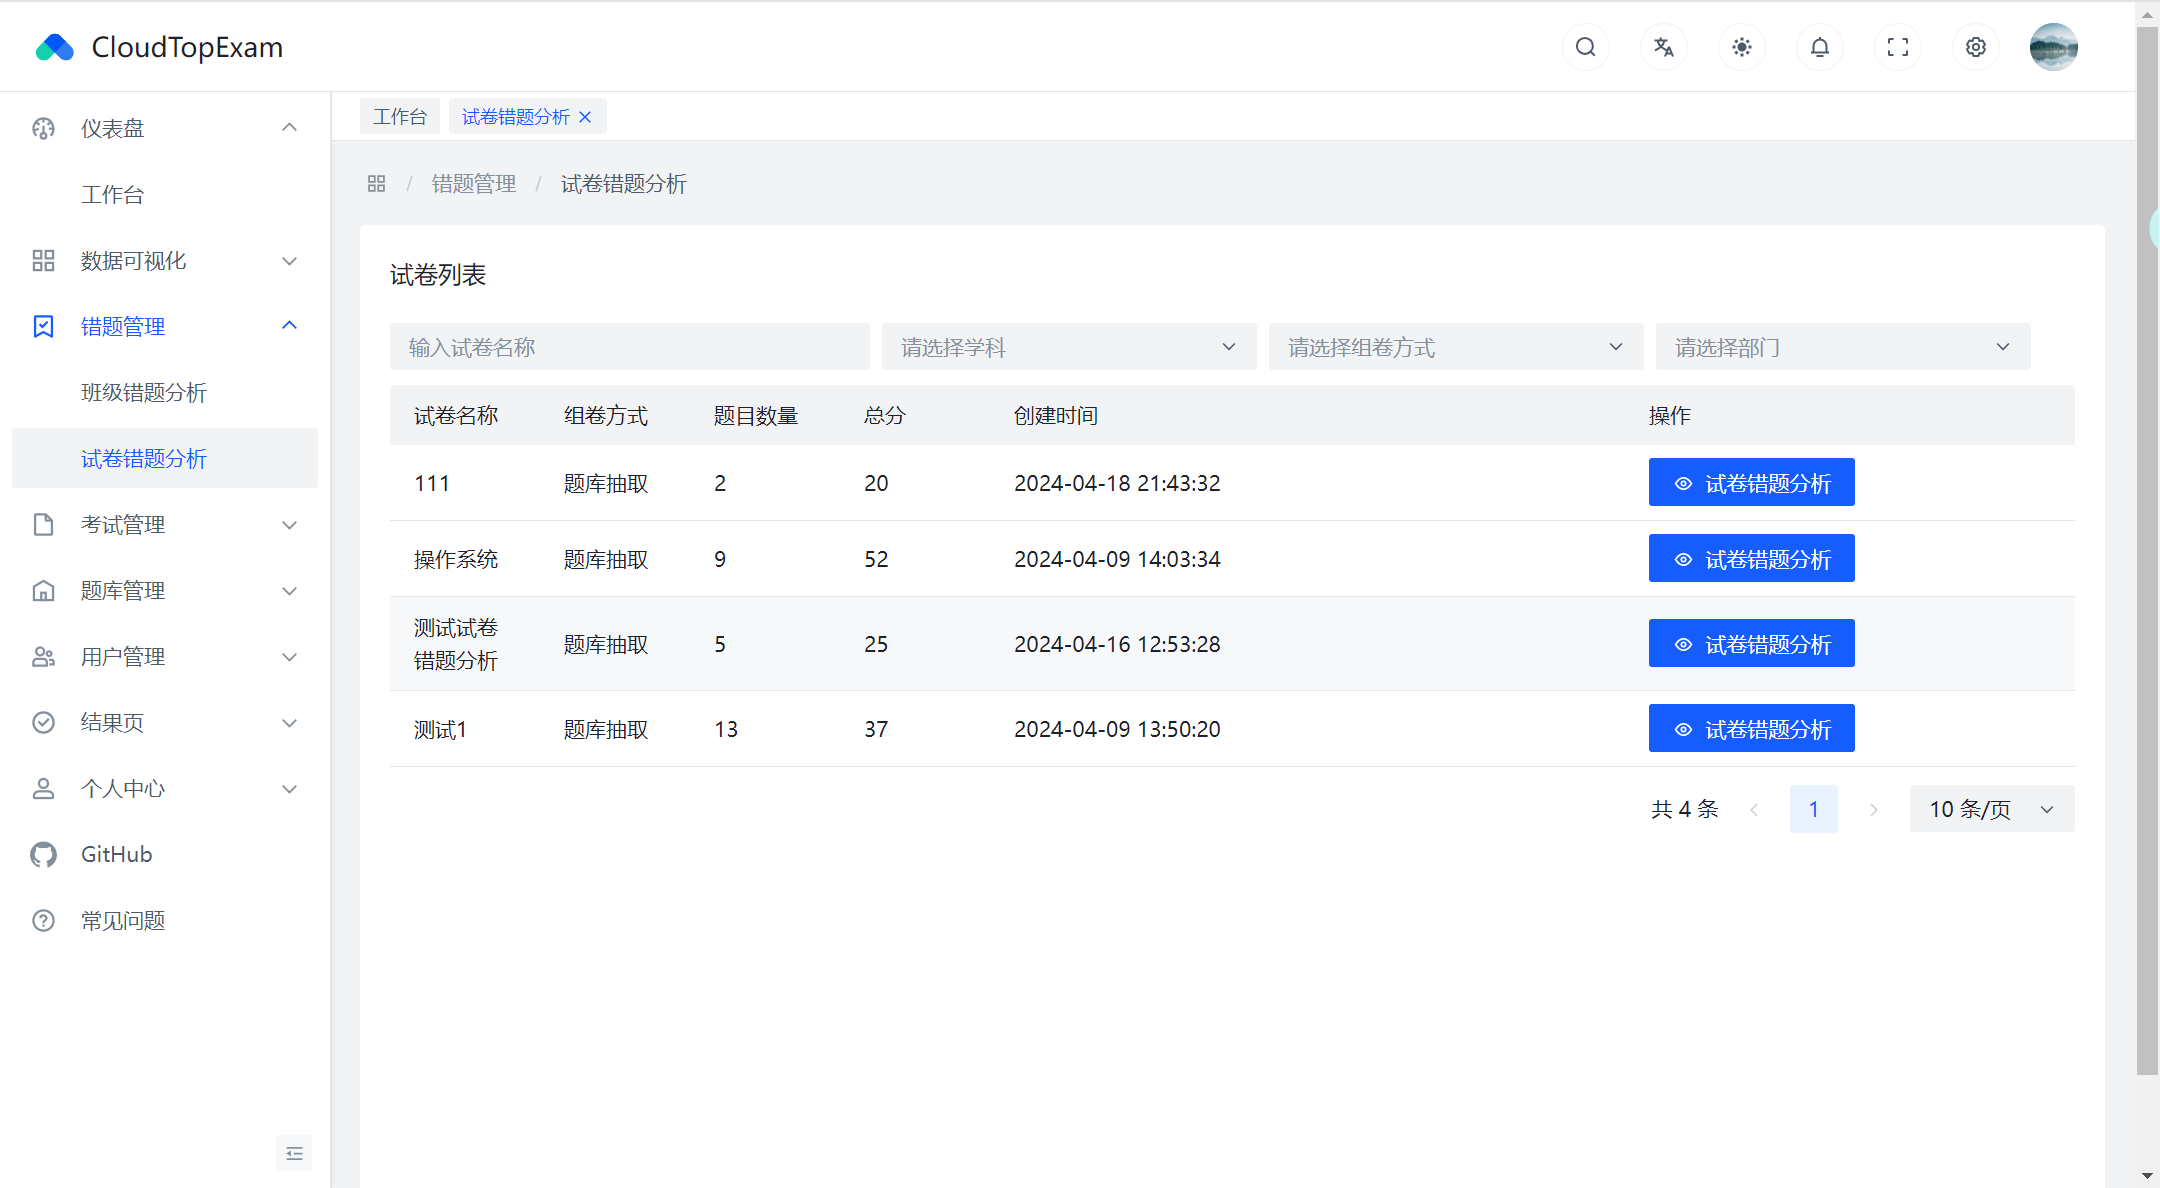 CloudTopExam
仪表盘
工作台
数据可视化
错题管理
班级错题分析
试卷错题分析
考试管理
题库管理
用户管理
结果页
个人中心
GitHub
常见问题
工作台 试卷错题分析
/ 错题管理 / 试卷错题分析
试卷列表
输入试卷名称 请选择学科 请选择组卷方式 请选择部门
试卷名称 组卷方式 题目数量 总分 创建时间 操作
111 题库抽取 2 20 2024-04-18 21:43:32 试卷错题分析
操作系统 题库抽取 9 52 2024-04-09 14:03:34 试卷错题分析
测试试卷
错题分析 题库抽取 5 25 2024-04-16 12:53:28 试卷错题分析
测试1 题库抽取 13 37 2024-04-09 13:50:20 试卷错题分析
共 4 条 1 10 条/页